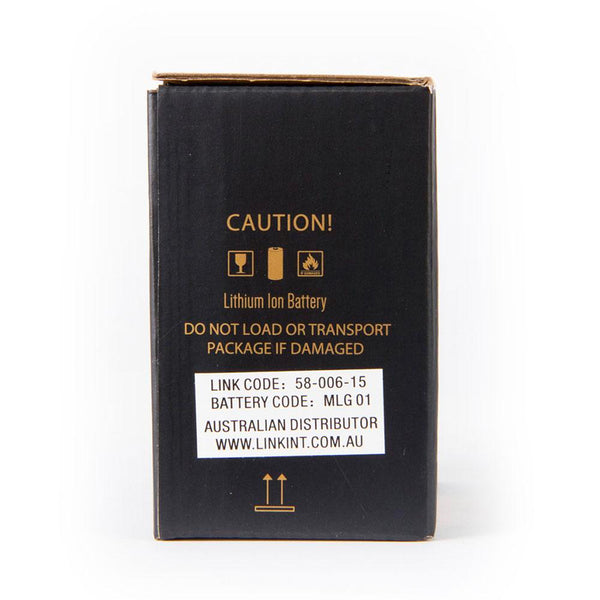 CAUTION!
Lithium Ion Battery
DO NOT LOAD OR TRANSPORT
PACKAGE IF DAMAGED
LINK CODE: 58-006-15
BATTERY CODE: MLG 01
AUSTRALIAN DISTRIBUTOR
WWW.LINKINT.COM.AU